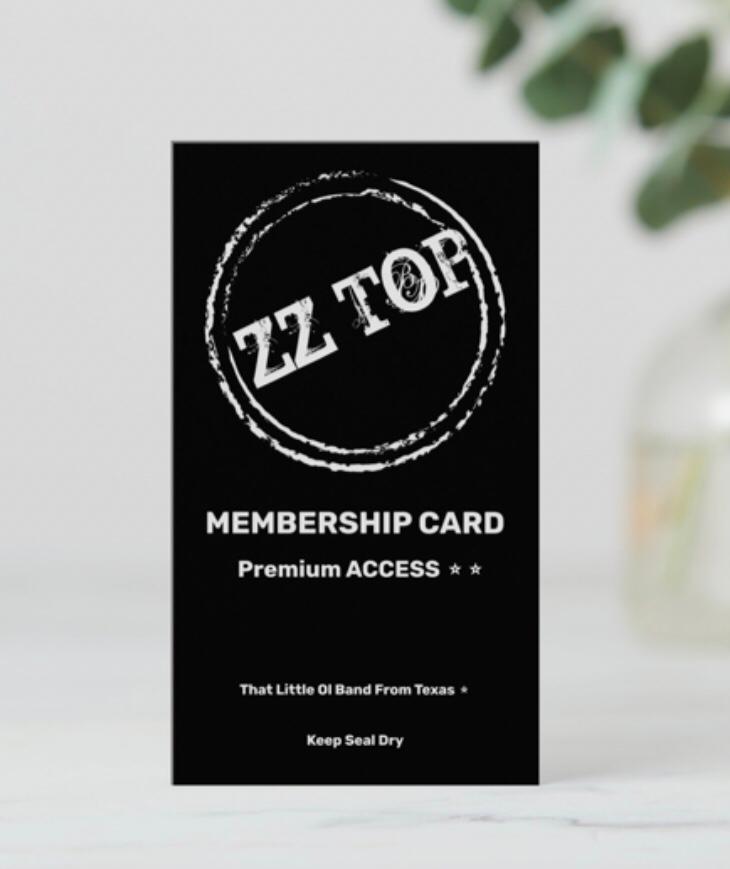 ZZ TOP
MEMBERSHIP CARD
Premium ACCESS ☆ ☆
That Little Ol Band From Texas ☆
Keep Seal Dry